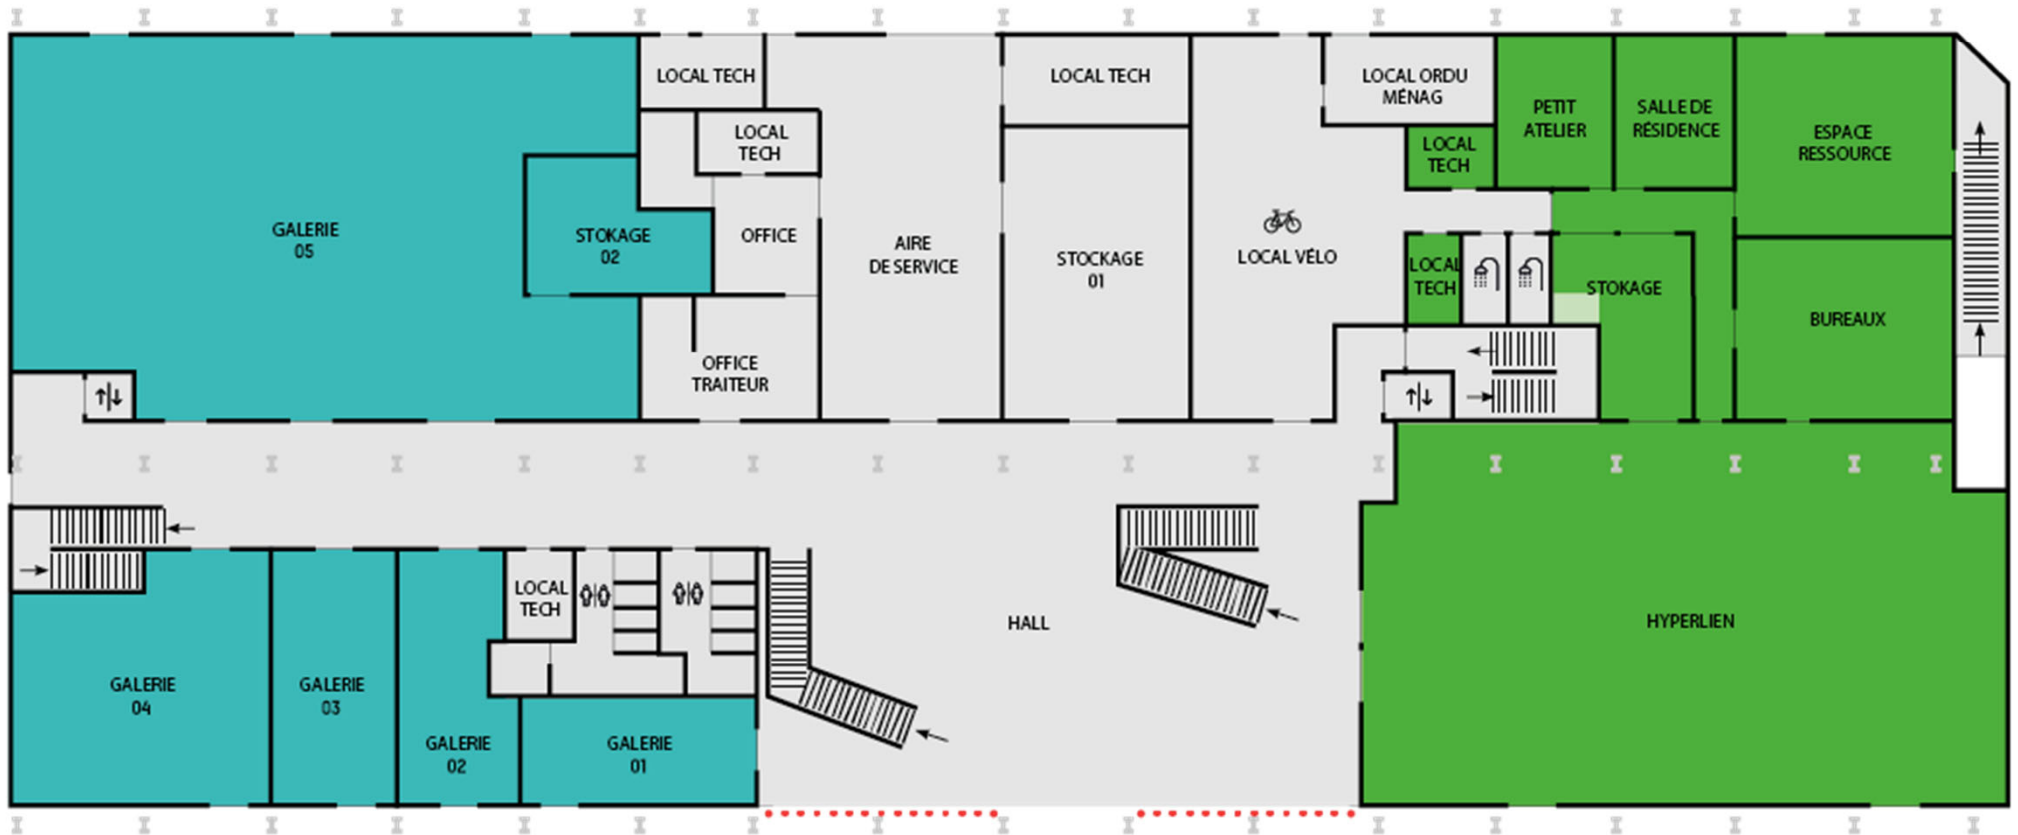 LOCAL TECH
LOCAL TECH
LOCAL ORDU
MÉNAG
PETIT
ATELIER
SALLE DE
RÉSIDENCE
ESPACE
RESSOURCE
LOCAL
TECH
LOCAL
TECH
GALERIE
05
STOKAGE
02
OFFICE
AIRE
DE SERVICE
STOCKAGE
01
LOCAL VÉLO
LOCAL
TECH
STOKAGE
BUREAUX
OFFICE
TRAITEUR
LOCAL
TECH
HALL
HYPERLIEN
GALERIE
04
GALERIE
03
GALERIE
02
GALERIE
01